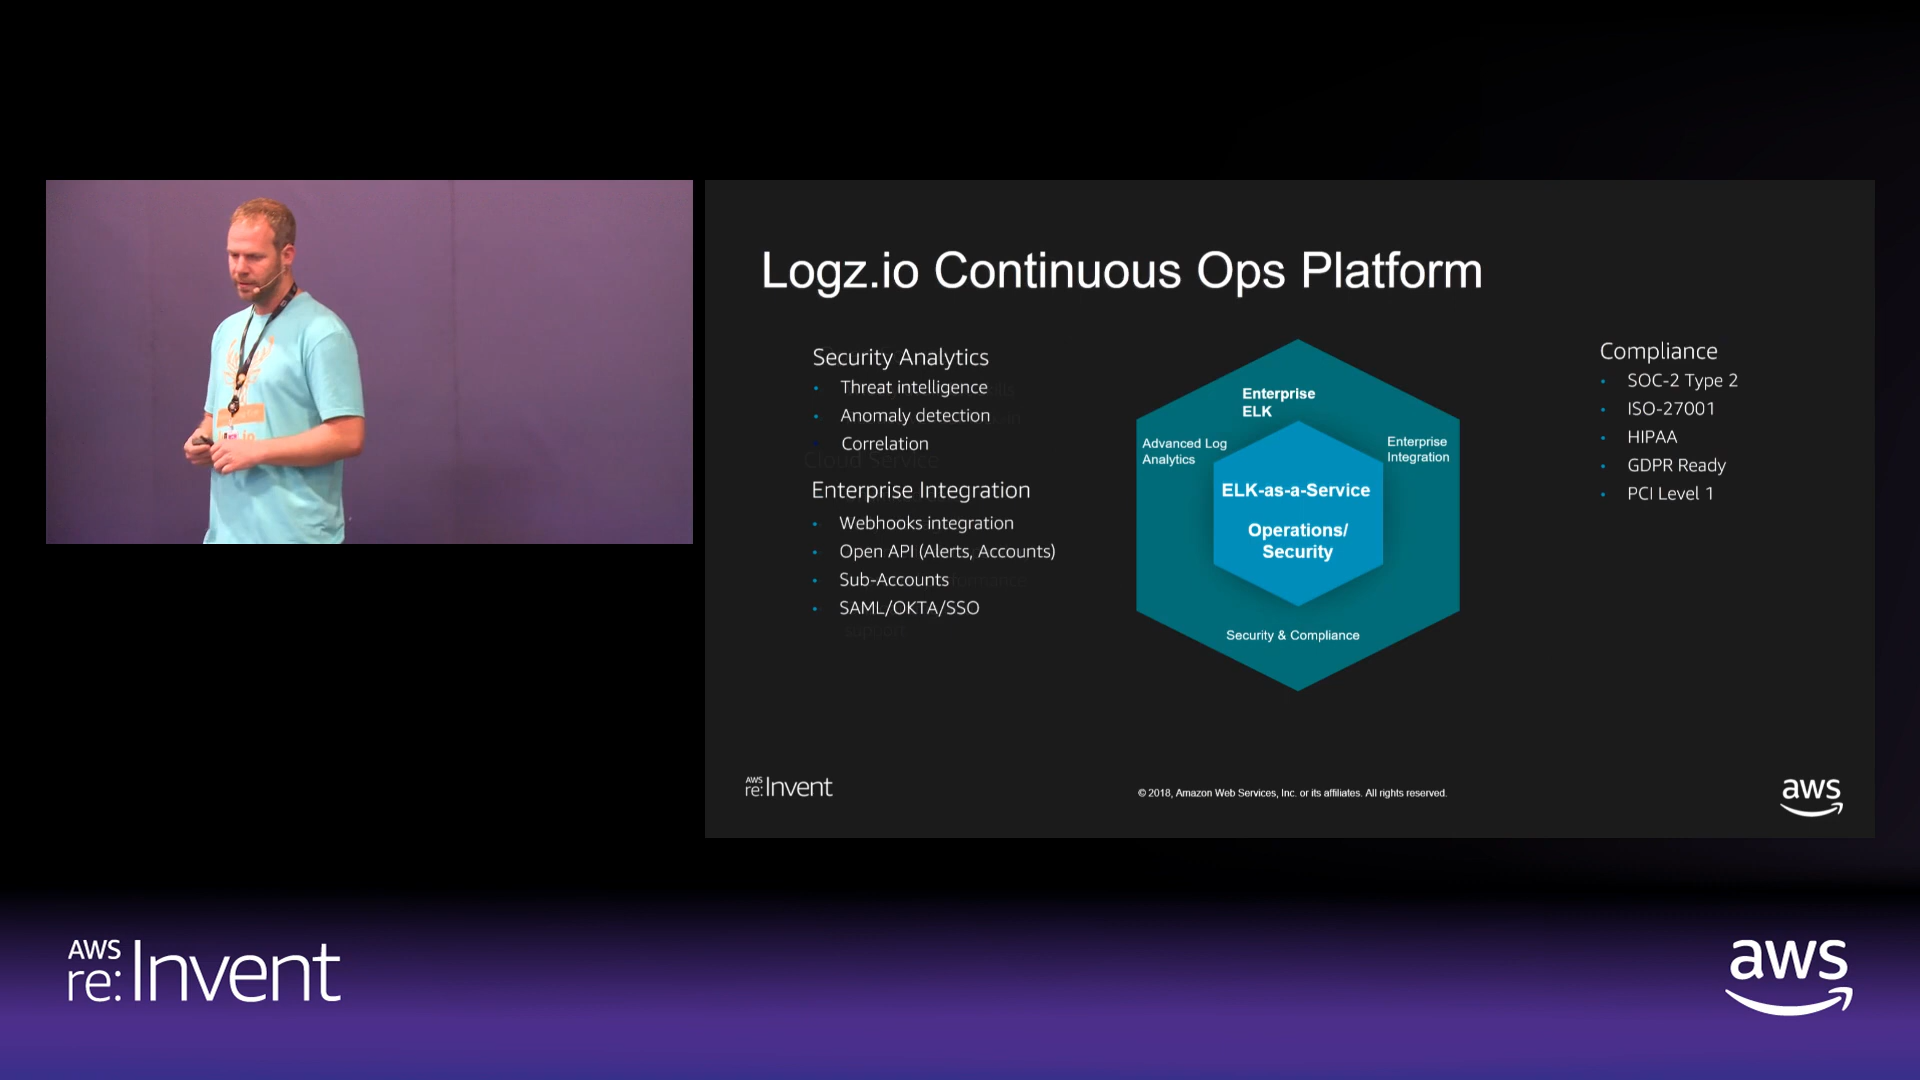 Logz.io Continuous Ops Platform
Security Analytics
• Threat intelligence
• Anomaly detection
• Correlation
Cloud Service
Enterprise Integration
• Webhooks integration
• Open API (Alerts, Accounts)
• Sub-Accounts
• SAML/OKTA/SSO
support
Enterprise
ELK
Advanced Log
Analytics
Enterprise
Integration
ELK-as-a-Service
Operations/
Security
Security & Compliance
Compliance
• SOC-2 Type 2
• ISO-27001
• HIPAA
• GDPR Ready
• PCI Level 1
AWS
re:Invent
© 2018, Amazon Web Services, Inc. or its affiliates. All rights reserved.
aws
AWS
re:Invent
aws